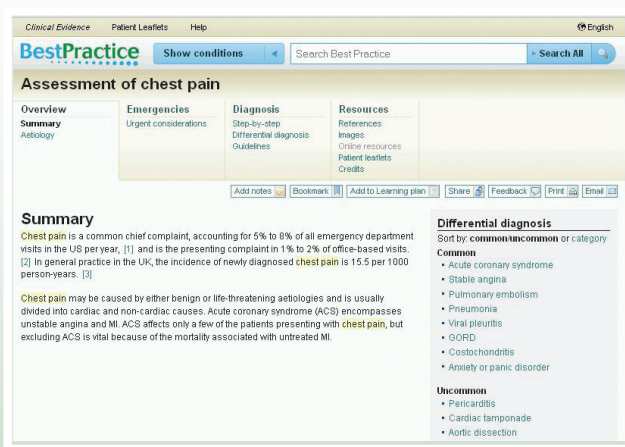 Clinical Evidence Patient Leaflets Help English
BestPractice Show conditions Search Best Practice Search All
Assessment of chest pain
Overview Emergencies Diagnosis Resources
Summary Urgent considerations Step-by-step References
Aetiology Differential diagnosis Images
Guidelines Online resources
Patient leaflets
Credits
Add notes Bookmark Add to Learning plan Share Feedback Print Email
Summary
Chest pain is a common chief complaint, accounting for 5% to 8% of all emergency department
visits in the US per year, [1] and is the presenting complaint in 1% to 2% of office-based visits.
[2] In general practice in the UK, the incidence of newly diagnosed chest pain is 15.5 per 1000
person-years. [3]
Chest pain may be caused by either benign or life-threatening aetiologies and is usually
divided into cardiac and non-cardiac causes. Acute coronary syndrome (ACS) encompasses
unstable angina and MI. ACS affects only a few of the patients presenting with chest pain, but
excluding ACS is vital because of the mortality associated with untreated MI.
Differential diagnosis
Sort by: common/uncommon or category
Common
• Acute coronary syndrome
• Stable angina
• Pulmonary embolism
• Pneumonia
• Viral pleuritis
• GORD
• Costochondritis
• Anxiety or panic disorder
Uncommon
• Pericarditis
• Cardiac tamponade
• Aortic dissection